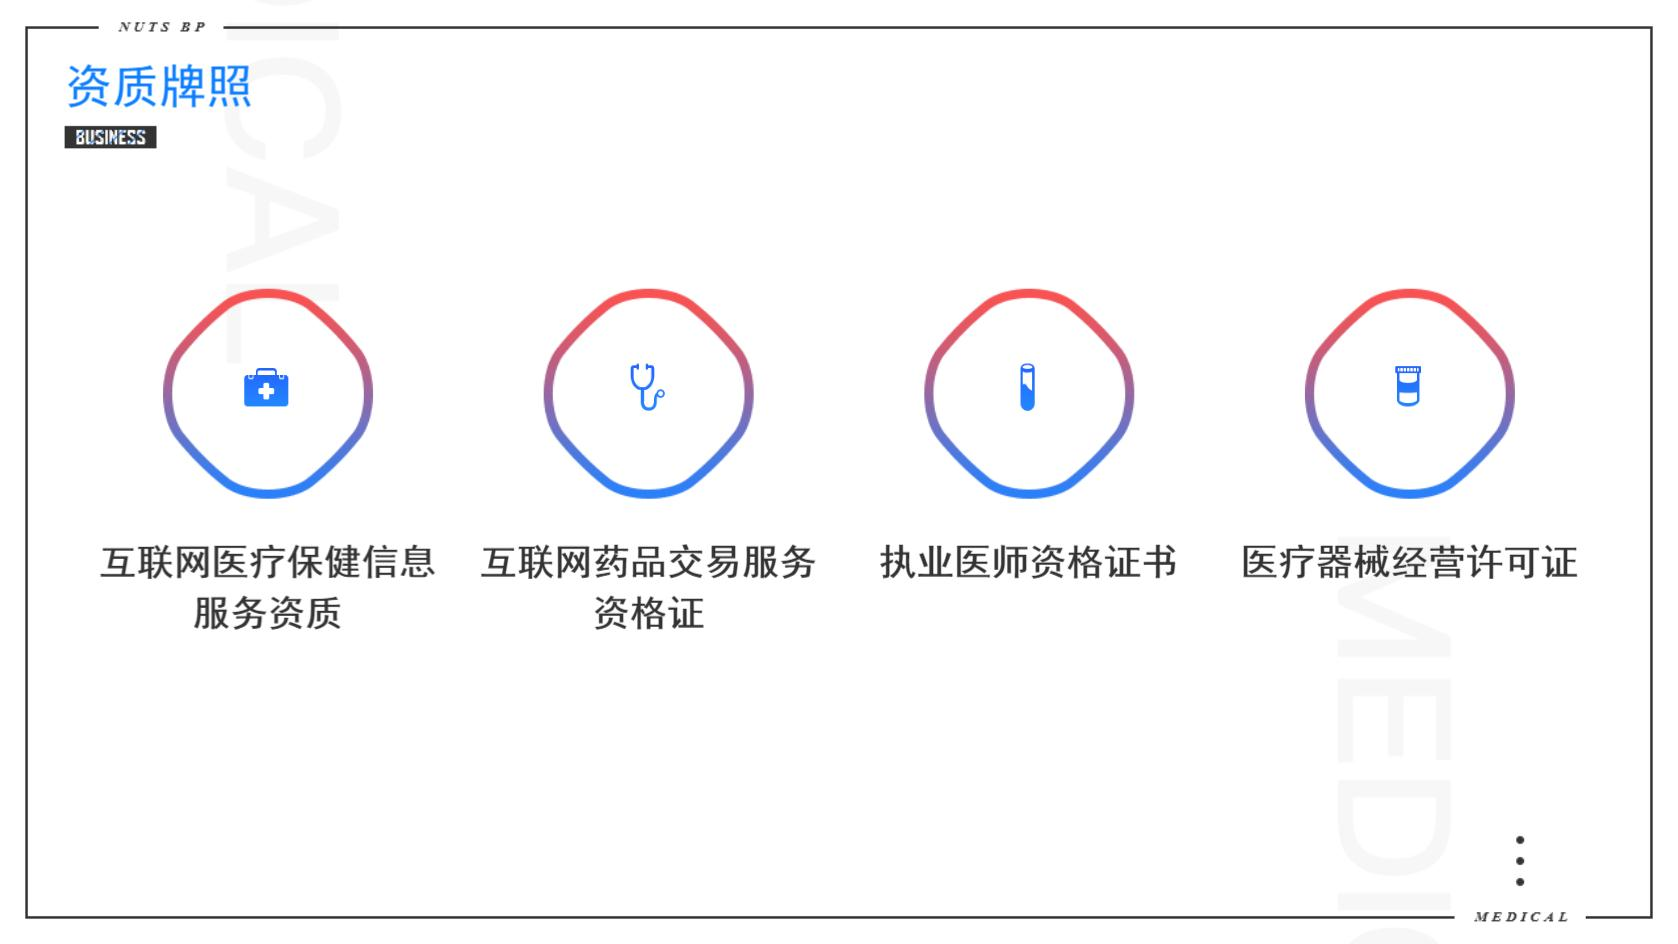 NUTS BP
资质牌照
BUSINESS
DICAL
互联网医疗保健信息
服务资质
互联网药品交易服务
资格证
执业医师资格证书
医疗器械经营许可证
MEDIC
MEDICAL